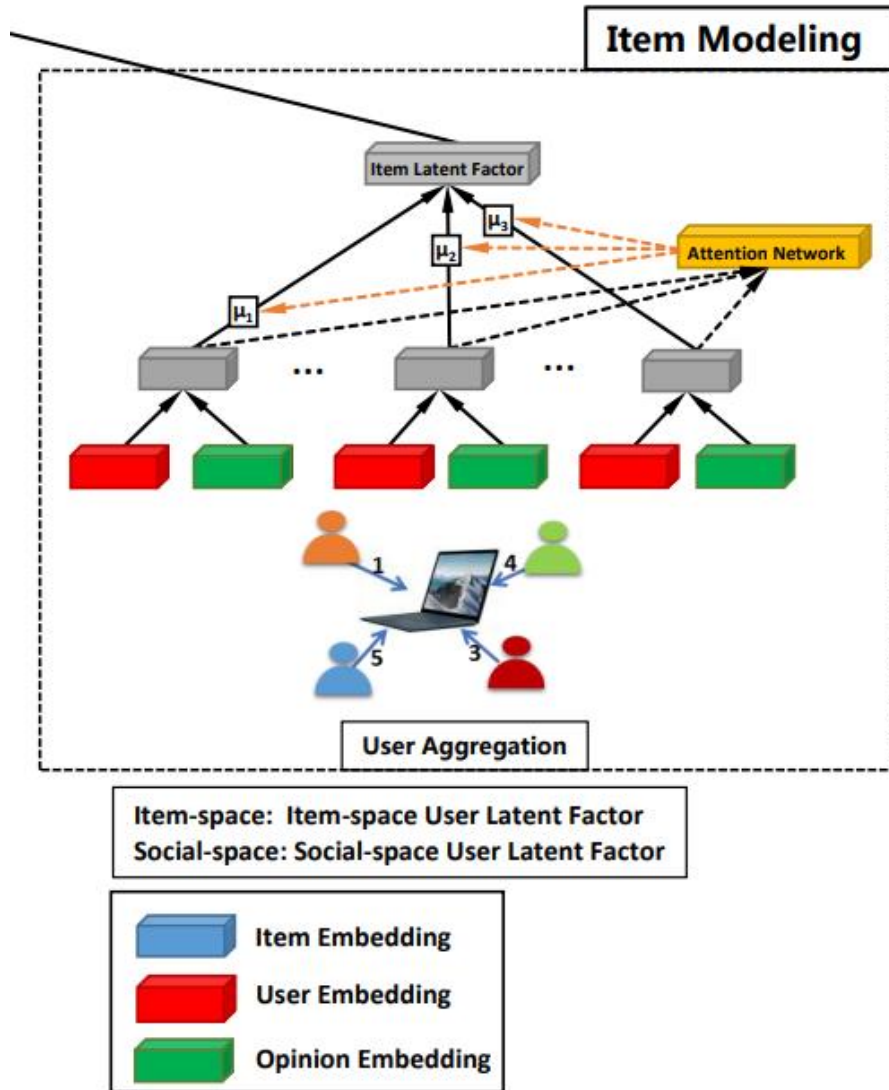 Item Modeling
Item Latent Factor
μ3
μ2
Attention Network
μ1
... ...
1 4
5 3
User Aggregation
Item-space: Item-space User Latent Factor
Social-space: Social-space User Latent Factor
Item Embedding
User Embedding
Opinion Embedding